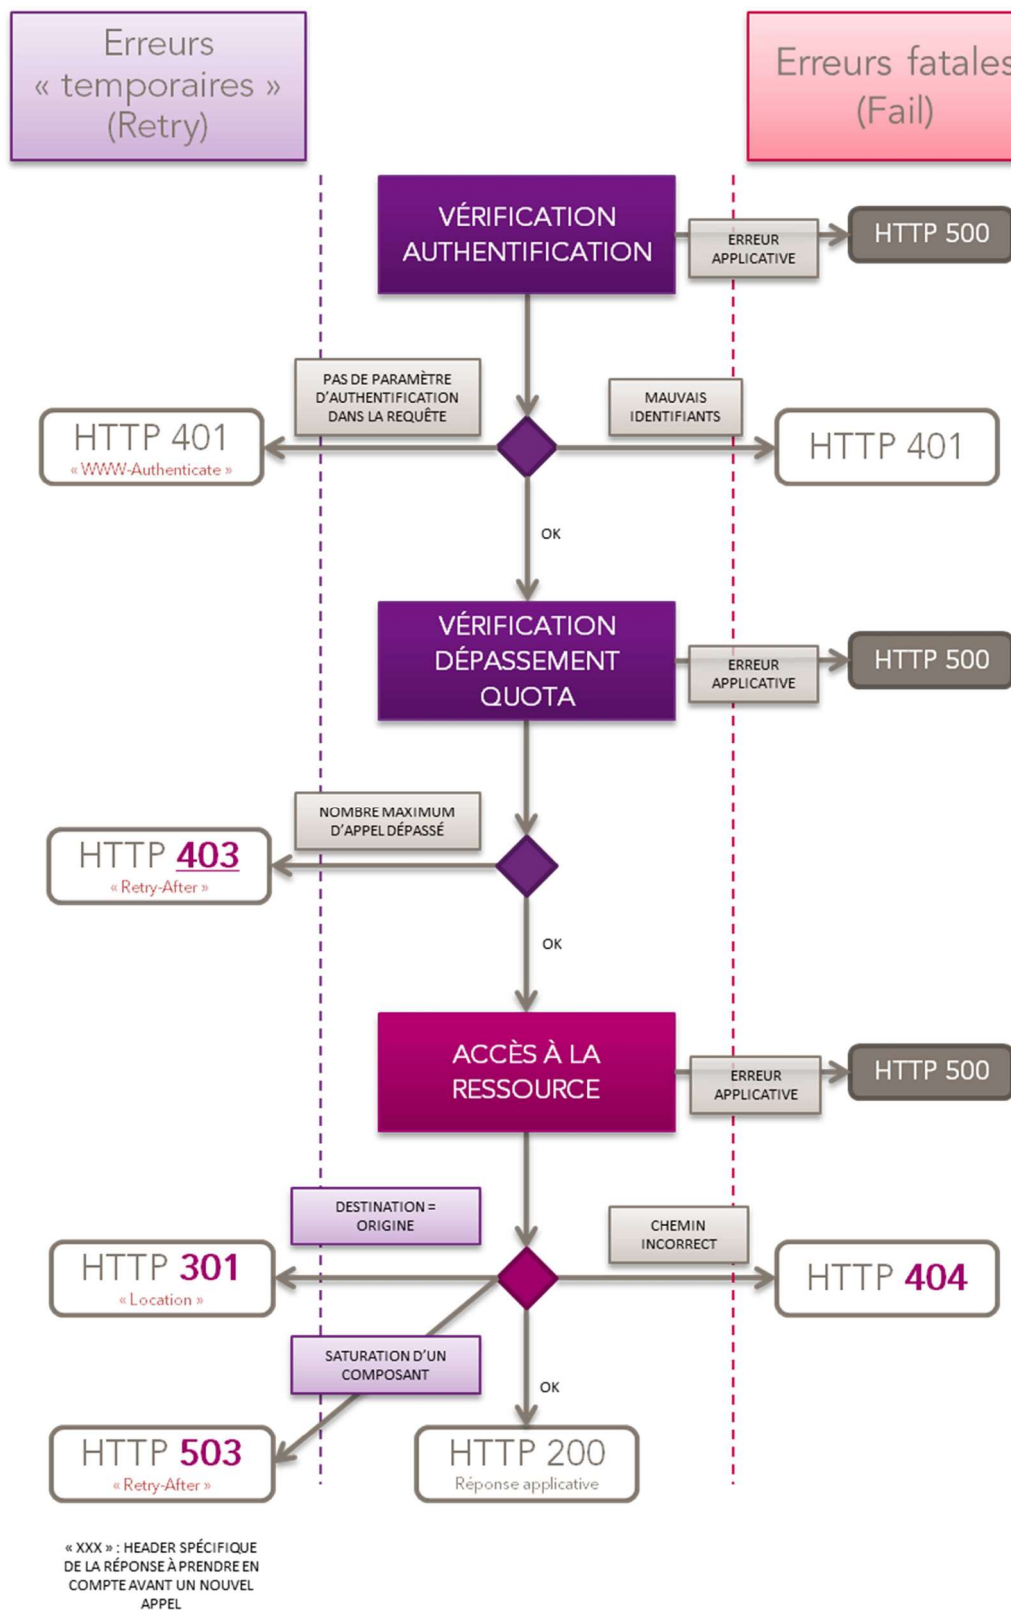 Erreurs
« temporaires »
(Retry)
Erreurs fatales
(Fail)
VÉRIFICATION
AUTHENTIFICATION
ERREUR
APPLICATIVE
HTTP 500
PAS DE PARAMÈTRE
D'AUTHENTIFICATION
DANS LA REQUÊTE
MAUVAIS
IDENTIFIANTS
HTTP 401
« WWW-Authenticate »
HTTP 401
OK
VÉRIFICATION
DÉPASSEMENT
QUOTA
ERREUR
APPLICATIVE
HTTP 500
NOMBRE MAXIMUM
D'APPEL DÉPASSÉ
HTTP 403
« Retry-After »
OK
ACCÈS À LA
RESSOURCE
ERREUR
APPLICATIVE
HTTP 500
DESTINATION =
ORIGINE
CHEMIN
INCORRECT
HTTP 301
« Location »
HTTP 404
SATURATION D'UN
COMPOSANT
OK
HTTP 503
« Retry-After »
HTTP 200
Réponse applicative
« XXX » : HEADER SPÉCIFIQUE
DE LA RÉPONSE À PRENDRE EN
COMPTE AVANT UN NOUVEL
APPEL